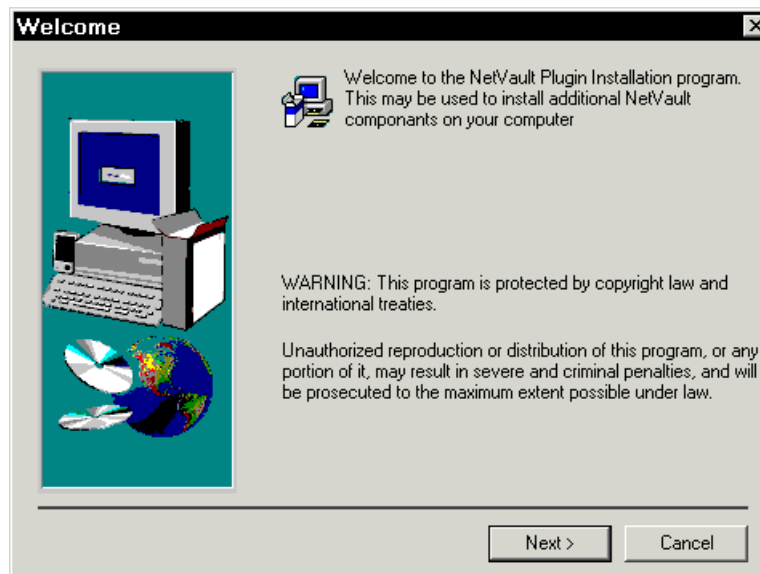 Welcome
Welcome to the NetVault Plugin Installation program.
This may be used to install additional NetVault
componants on your computer
WARNING: This program is protected by copyright law and
international treaties.
Unauthorized reproduction or distribution of this program, or any
portion of it, may result in severe and criminal penalties, and will
be prosecuted to the maximum extent possible under law.
Next >
Cancel